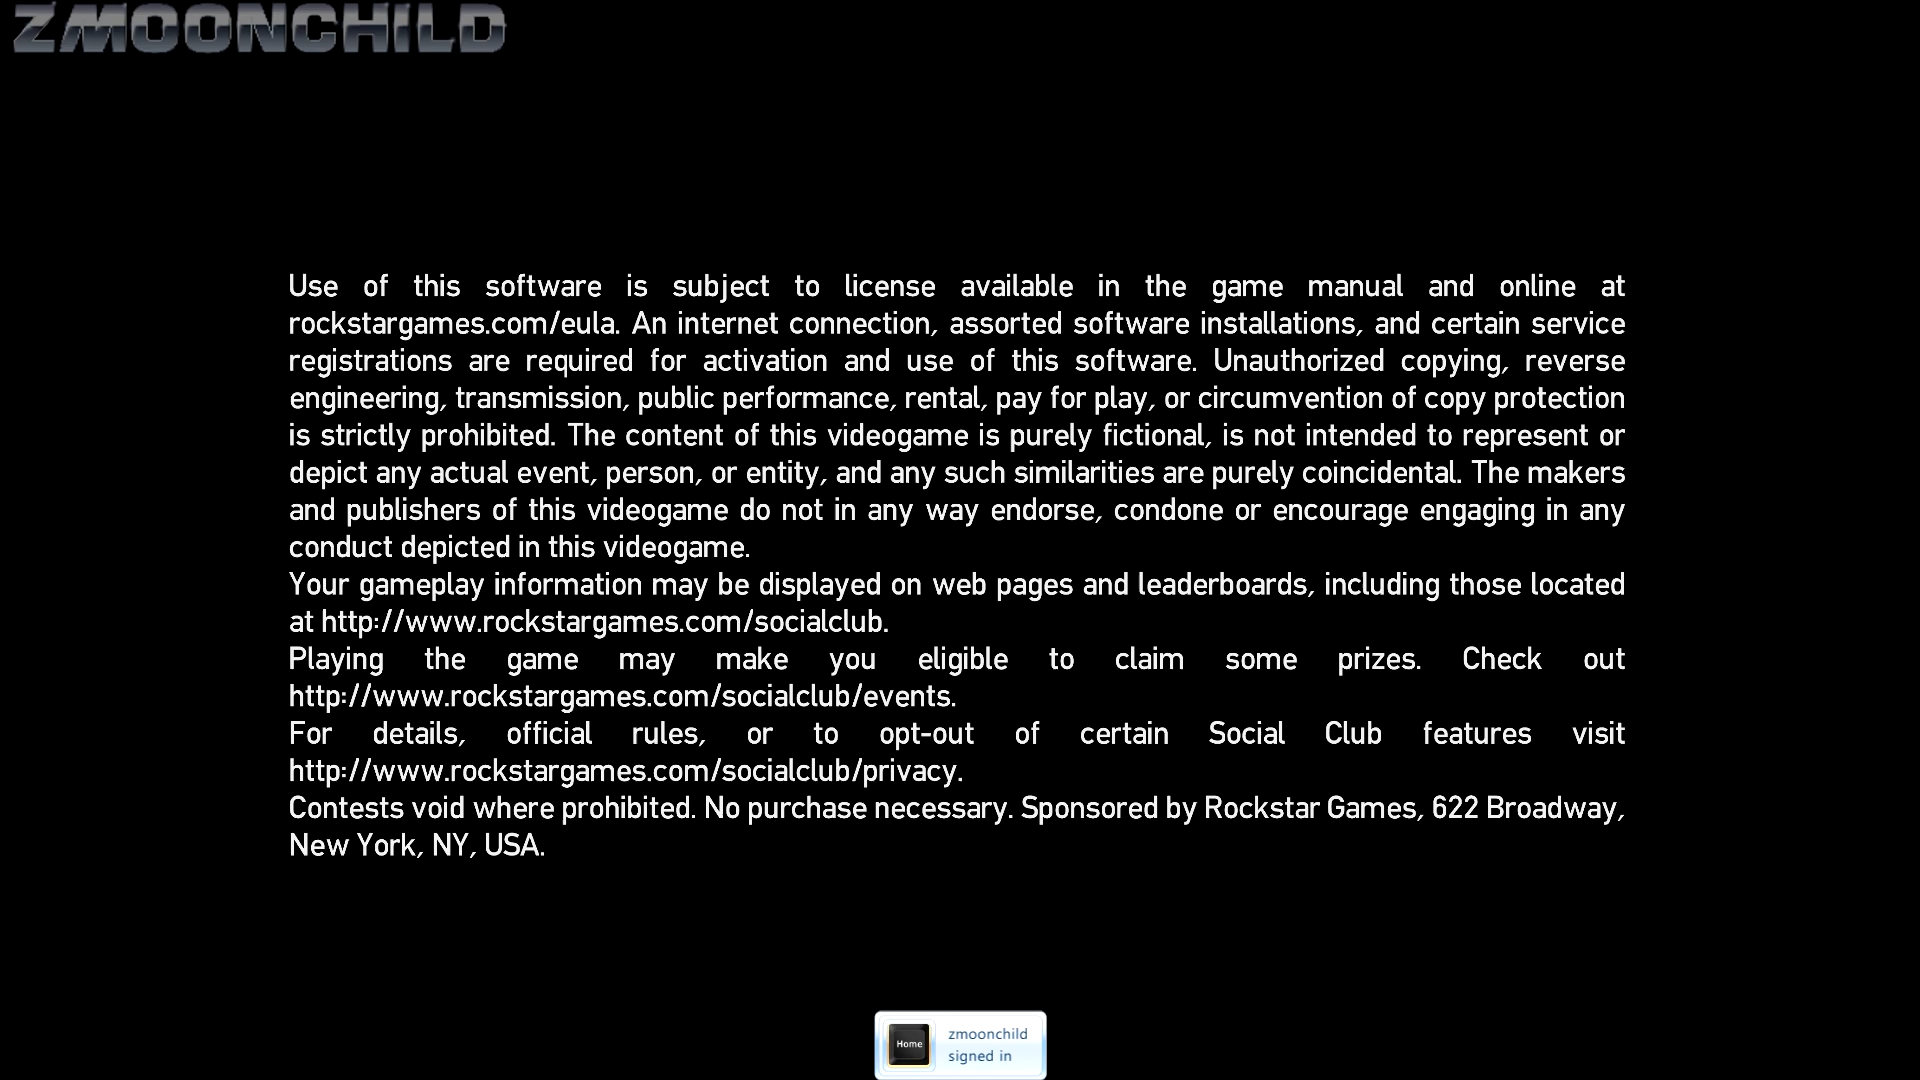 ZMOONCHILD
Use of this software is subject to license available in the game manual and online at
rockstargames.com/eula. An internet connection, assorted software installations, and certain service
registrations are required for activation and use of this software. Unauthorized copying, reverse
engineering, transmission, public performance, rental, pay for play, or circumvention of copy protection
is strictly prohibited. The content of this videogame is purely fictional, is not intended to represent or
depict any actual event, person, or entity, and any such similarities are purely coincidental. The makers
and publishers of this videogame do not in any way endorse, condone or encourage engaging in any
conduct depicted in this videogame.
Your gameplay information may be displayed on web pages and leaderboards, including those located
at http://www.rockstargames.com/socialclub.
Playing the game may make you eligible to claim some prizes. Check out
http://www.rockstargames.com/socialclub/events.
For details, official rules, or to opt-out of certain Social Club features visit
http://www.rockstargames.com/socialclub/privacy.
Contests void where prohibited. No purchase necessary. Sponsored by Rockstar Games, 622 Broadway,
New York, NY, USA.
Home
zmoonchild
signed in